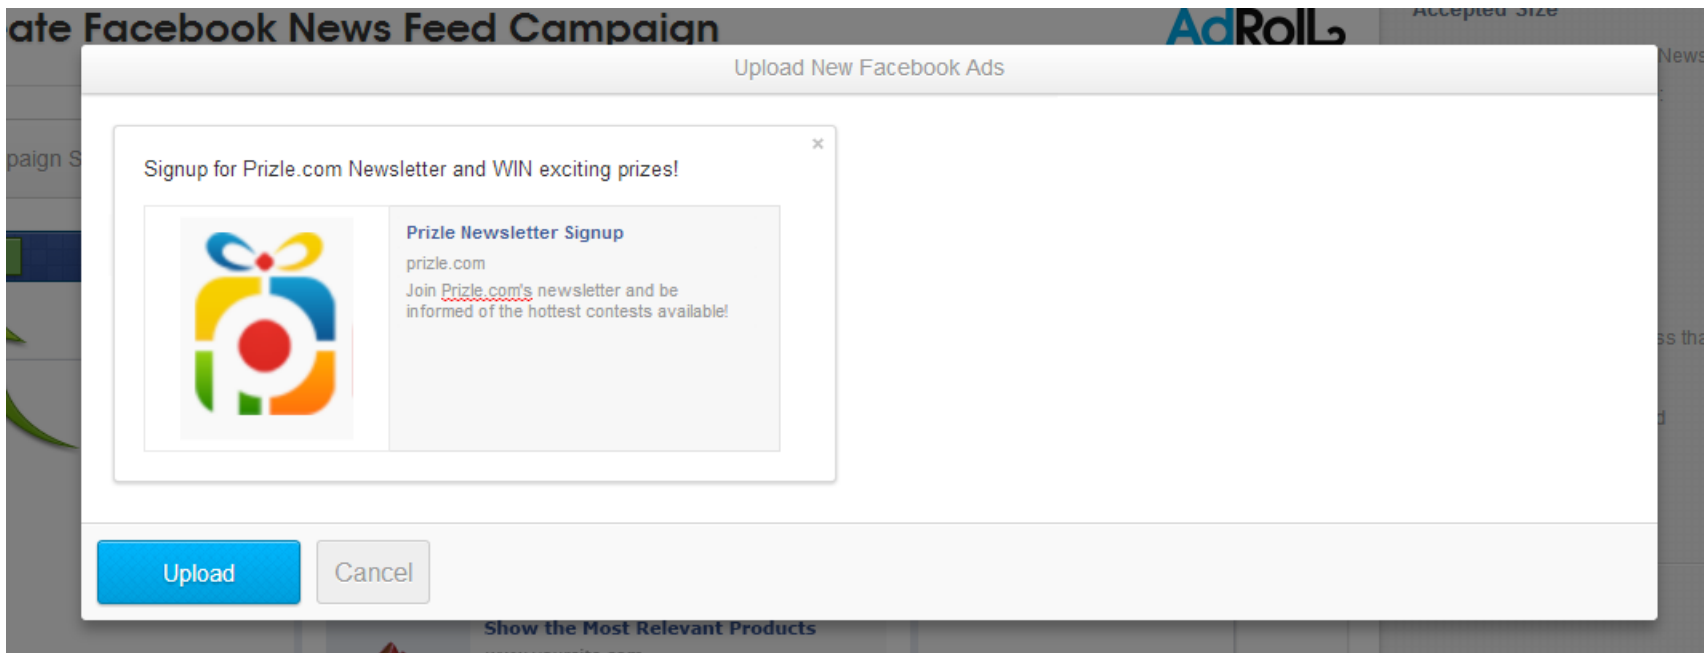 ate Facebook News Feed Campaign
AdRoll
Accepted Size
Upload New Facebook Ads
News
paign S
×
Signup for Prizle.com Newsletter and WIN exciting prizes!
Prizle Newsletter Signup
prizle.com
Join Prizle.com's newsletter and be
informed of the hottest contests available!
ss tha
d
Upload
Cancel
Show the Most Relevant Products